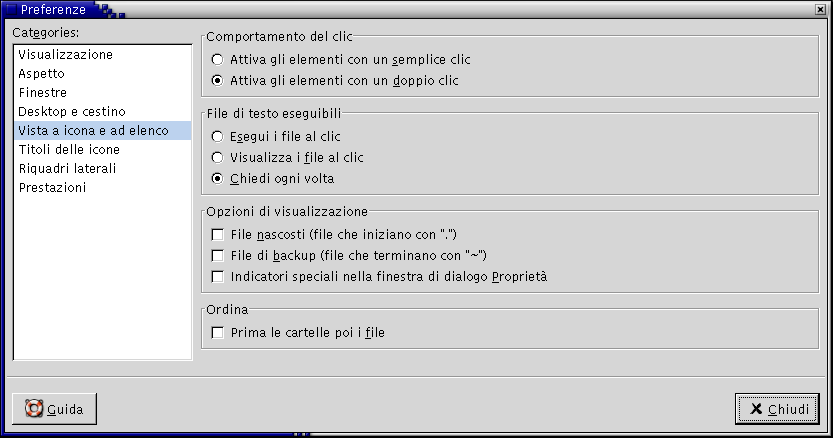 Preferenze
Categories:
Visualizzazione
Aspetto
Finestre
Desktop e cestino
Vista a icona e ad elenco
Titoli delle icone
Riquadri laterali
Prestazioni
Comportamento del clic
Attiva gli elementi con un semplice clic
Attiva gli elementi con un doppio clic
File di testo eseguibili
Esegui i file al clic
Visualizza i file al clic
Chiedi ogni volta
Opzioni di visualizzazione
File nascosti (file che iniziano con ".")
File di backup (file che terminano con "~")
Indicatori speciali nella finestra di dialogo Proprietà
Ordina
Prima le cartelle poi i file
Guida
Chiudi